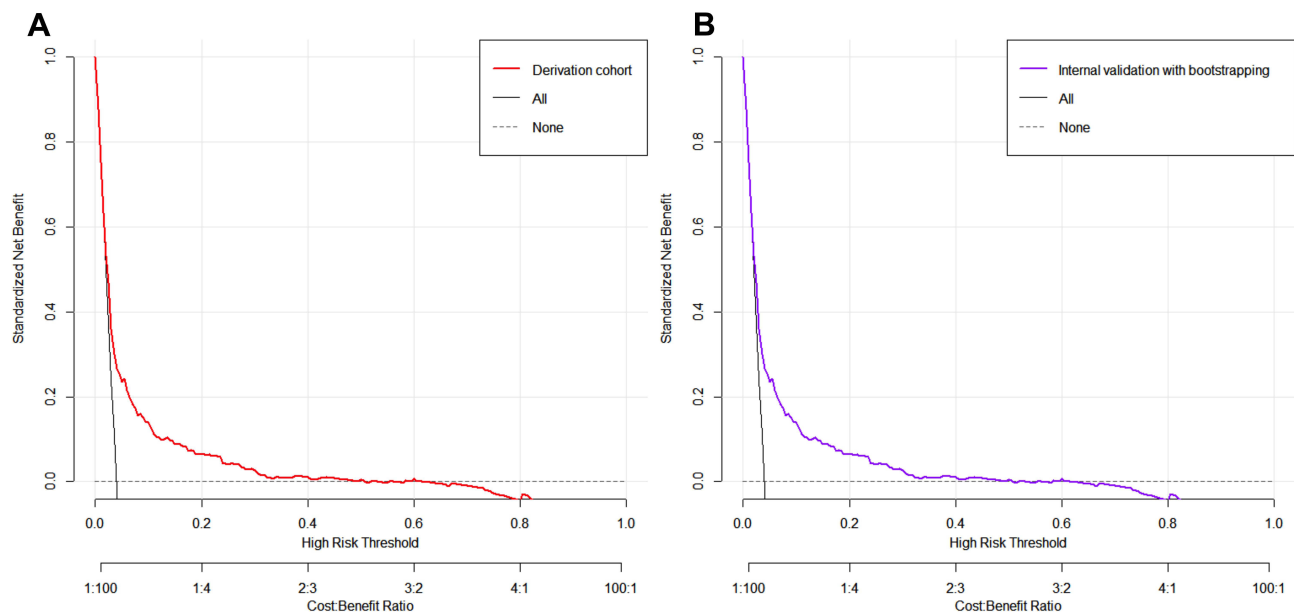 A
Derivation cohort
All
None
Standardized Net Benefit
1.0
0.8
0.6
0.4
0.2
0.0
0.0 0.2 0.4 0.6 0.8 1.0
High Risk Threshold
1:100 1:4 2:3 3:2 4:1 100:1
Cost:Benefit Ratio
B
Internal validation with bootstrapping
All
None
Standardized Net Benefit
1.0
0.8
0.6
0.4
0.2
0.0
0.0 0.2 0.4 0.6 0.8 1.0
High Risk Threshold
1:100 1:4 2:3 3:2 4:1 100:1
Cost:Benefit Ratio